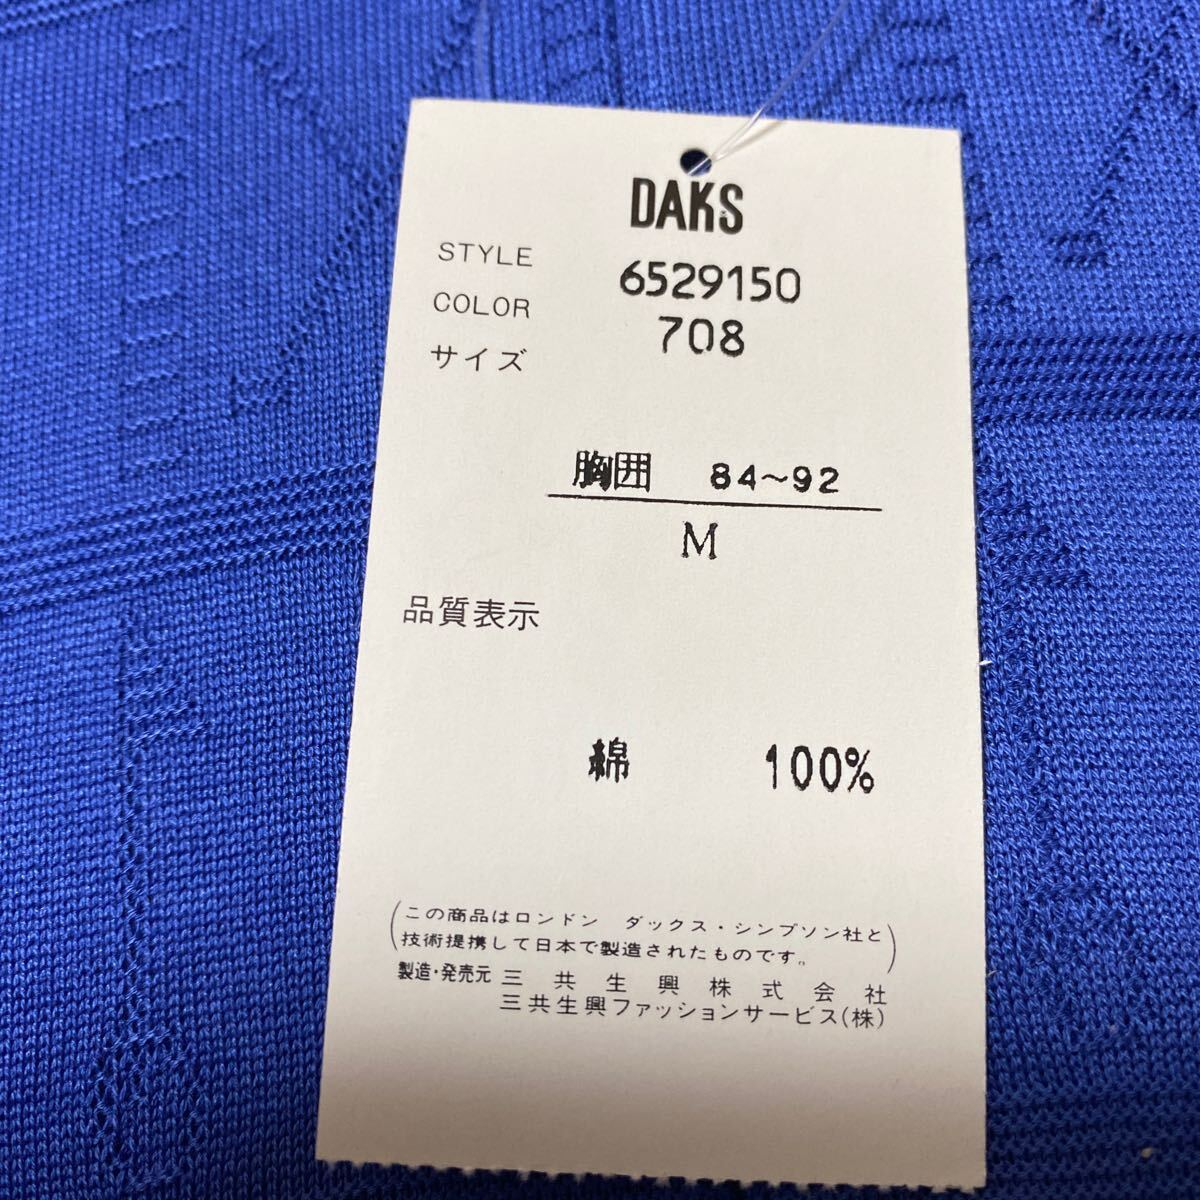 DAKS
STYLE 6529150
COLOR 708
サイズ
胸囲 84~92
M
品質表示
綿 100%
(この商品はロンドン ダックス・シンプソン社と
技術提携して日本で製造されたものです。)
製造・発売元 三共生興株式会社
三共生興ファッションサービス(株)